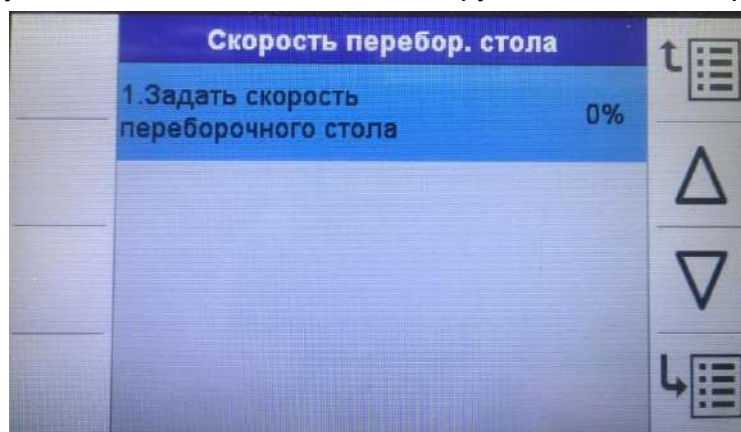 Скорость перебор. стола
1.Задать скорость
переборочного стола
0%